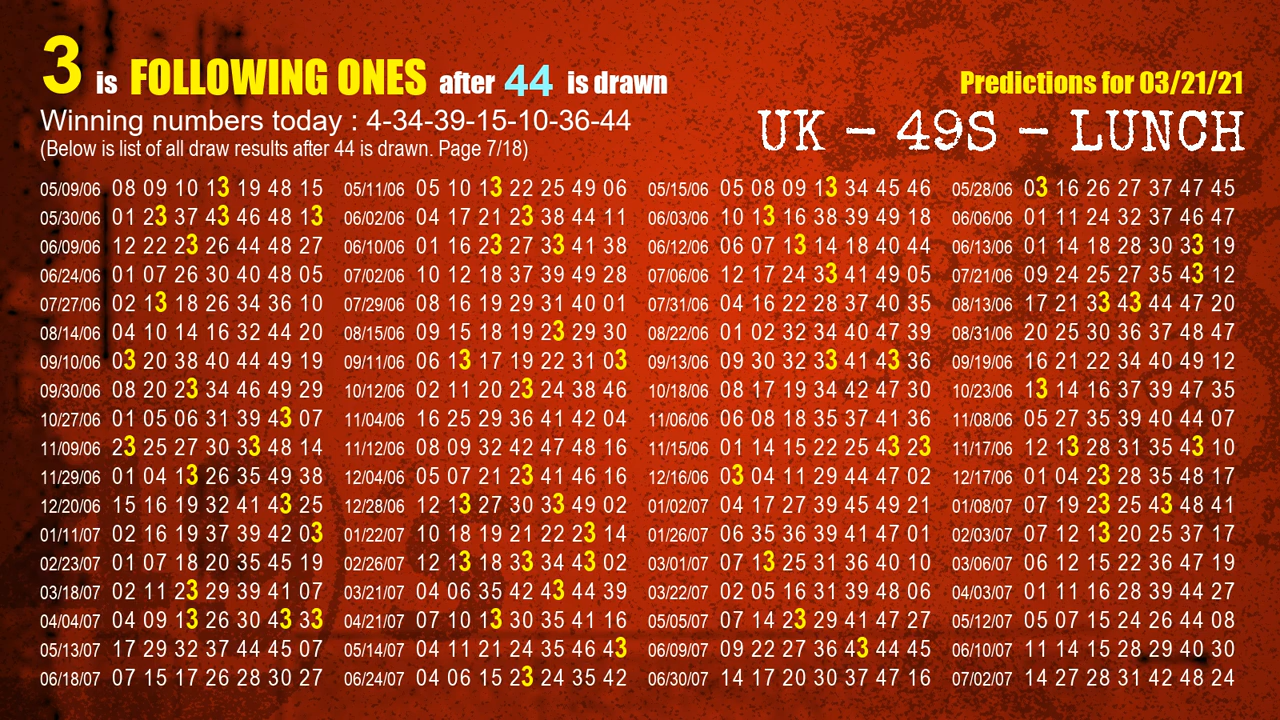 3 is FOLLOWING ONES after 44 is drawn
Predictions for 03/21/21
Winning numbers today : 4-34-39-15-10-36-44
UK - 49S - LUNCH
(Below is list of all draw results after 44 is drawn. Page 7/18)
05/09/06 08 09 10 13 19 48 15 05/11/06 05 10 13 22 25 49 06 05/15/06 05 08 09 13 34 45 46 05/28/06 03 16 26 27 37 47 45
05/30/06 01 23 37 43 46 48 13 06/02/06 04 17 21 23 38 44 11 06/03/06 10 13 16 38 39 49 18 06/06/06 01 11 24 32 37 46 47
06/09/06 12 22 23 26 44 48 27 06/10/06 01 16 23 27 33 41 38 06/12/06 06 07 13 14 18 40 44 06/13/06 01 14 18 28 30 33 19
06/24/06 01 07 26 30 40 48 05 07/02/06 10 12 18 37 39 49 28 07/06/06 12 17 24 33 41 49 05 07/21/06 09 24 25 27 35 43 12
07/27/06 02 13 18 26 34 36 10 07/29/06 08 16 19 29 31 40 01 07/31/06 04 16 22 28 37 40 35 08/13/06 17 21 33 43 44 47 20
08/14/06 04 10 14 16 32 44 20 08/15/06 09 15 18 19 23 29 30 08/22/06 01 02 32 34 40 47 39 08/31/06 20 25 30 36 37 48 47
09/10/06 03 20 38 40 44 49 19 09/11/06 06 13 17 19 22 31 03 09/13/06 09 30 32 33 41 43 36 09/19/06 16 21 22 34 40 49 12
09/30/06 08 20 23 34 46 49 29 10/12/06 02 11 20 23 24 38 46 10/18/06 08 17 19 34 42 47 30 10/23/06 13 14 16 37 39 47 35
10/27/06 01 05 06 31 39 43 07 11/04/06 16 25 29 36 41 42 04 11/06/06 06 08 18 35 37 41 36 11/08/06 05 27 35 39 40 44 07
11/09/06 23 25 27 30 33 48 14 11/12/06 08 09 32 42 47 48 16 11/15/06 01 14 15 22 25 43 23 11/17/06 12 13 28 31 35 43 10
11/29/06 01 04 13 26 35 49 38 12/04/06 05 07 21 23 41 46 16 12/16/06 03 04 11 29 44 47 02 12/17/06 01 04 23 28 35 48 17
12/20/06 15 16 19 32 41 43 25 12/28/06 12 13 27 30 33 49 02 01/02/07 04 17 27 39 45 49 21 01/08/07 07 19 23 25 43 48 41
01/11/07 02 16 19 37 39 42 03 01/22/07 10 18 19 21 22 23 14 01/26/07 06 35 36 39 41 47 01 02/03/07 07 12 13 20 25 37 17
02/23/07 01 07 18 20 35 45 19 02/26/07 12 13 18 33 34 43 02 03/01/07 07 13 25 31 36 40 10 03/06/07 06 12 15 22 36 47 19
03/18/07 02 11 23 29 39 41 07 03/21/07 04 06 35 42 43 44 39 03/22/07 02 05 16 31 39 48 06 04/03/07 01 11 16 28 39 44 27
04/04/07 04 09 13 26 30 43 33 04/21/07 07 10 13 30 35 41 16 05/05/07 07 14 23 29 41 47 27 05/12/07 05 07 15 24 26 44 08
05/13/07 17 29 32 37 44 45 07 05/14/07 04 11 21 24 35 46 43 06/09/07 09 22 27 36 43 44 45 06/10/07 11 14 15 28 29 40 30
06/18/07 07 15 17 26 28 30 27 06/24/07 04 06 15 23 24 35 42 06/30/07 14 17 20 30 37 47 16 07/02/07 14 27 28 31 42 48 24